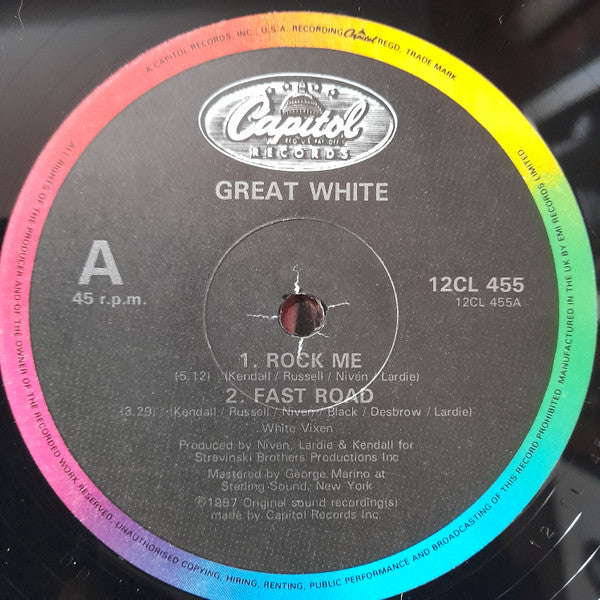 A CAPITOL RECORDS, INC., U.S.A. RECORDING Capitol REGD. TRADE MARK
Capitol
REG. U.S. PAT. OFF.
RECORDS
GREAT WHITE
A
45 r.p.m.
12CL 455
12CL 455A
1. ROCK ME
(5.12) (Kendall / Russell / Niven / Lardie)
2. FAST ROAD
(3.29) (Kendall / Russell / Niven / Black / Desbrow / Lardie)
White Vixen
Produced by Niven, Lardie & Kendall for
Stravinski Brothers Productions Inc
Mastered by George Marino at
Sterling Sound, New York
℗1987 Original sound recording(s)
made by Capitol Records Inc.
MANUFACTURED IN THE UK BY EMI RECORDS LIMITED
ALL RIGHTS OF THE PRODUCER AND OF THE OWNER OF THE RECORDED WORK RESERVED. UNAUTHORISED COPYING, HIRING, RENTING, PUBLIC PERFORMANCE AND BROADCASTING OF THIS RECORD PROHIBITED.